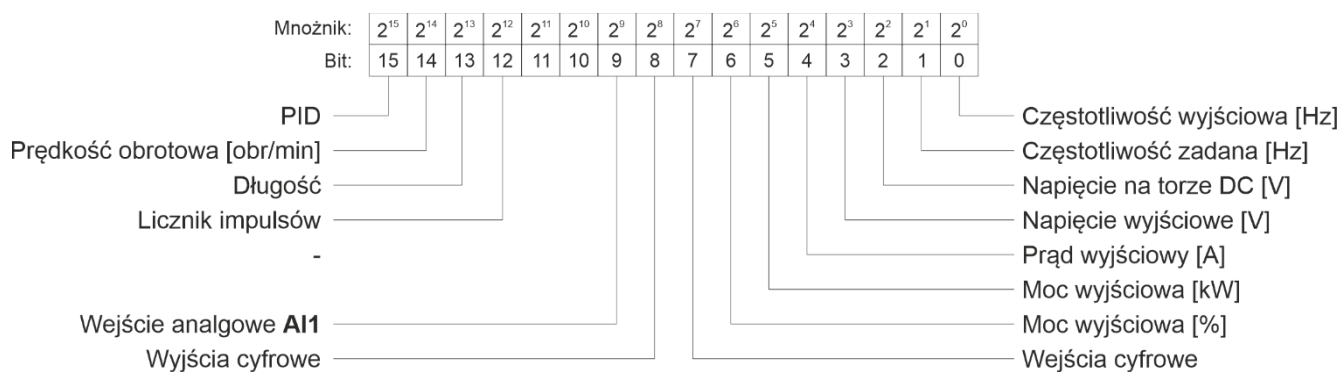 Mnożnik: 2¹⁵ 2¹⁴ 2¹³ 2¹² 2¹¹ 2¹⁰ 2⁹ 2⁸ 2⁷ 2⁶ 2⁵ 2⁴ 2³ 2² 2¹ 2⁰
Bit: 15 14 13 12 11 10 9 8 7 6 5 4 3 2 1 0
PID
Prędkość obrotowa [obr/min]
Długość
Licznik impulsów
-
Wejście analgowe AI1
Wyjścia cyfrowe
Częstotliwość wyjściowa [Hz]
Częstotliwość zadana [Hz]
Napięcie na torze DC [V]
Napięcie wyjściowe [V]
Prąd wyjściowy [A]
Moc wyjściowa [kW]
Moc wyjściowa [%]
Wejścia cyfrowe